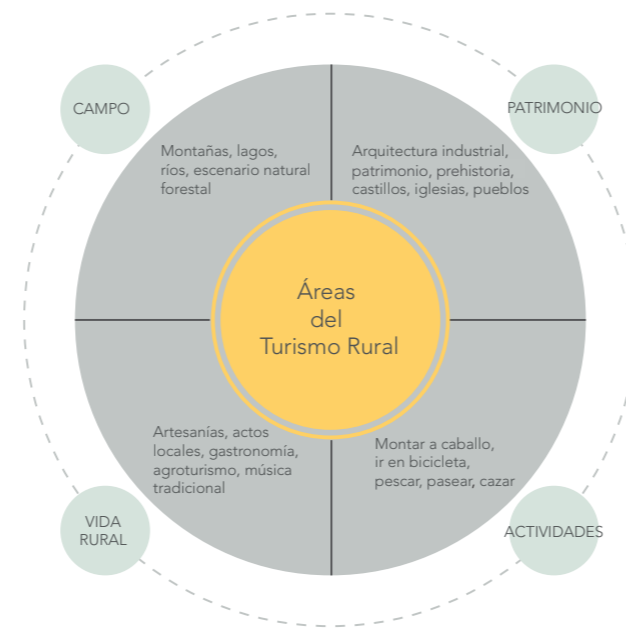 CAMPO
PATRIMONIO
Montañas, lagos,
ríos, escenario natural
forestal
Arquitectura industrial,
patrimonio, prehistoria,
castillos, iglesias, pueblos
Áreas
del
Turismo Rural
Artesanías, actos
locales, gastronomía,
agroturismo, música
tradicional
Montar a caballo,
ir en bicicleta,
pescar, pasear, cazar
VIDA
RURAL
ACTIVIDADES